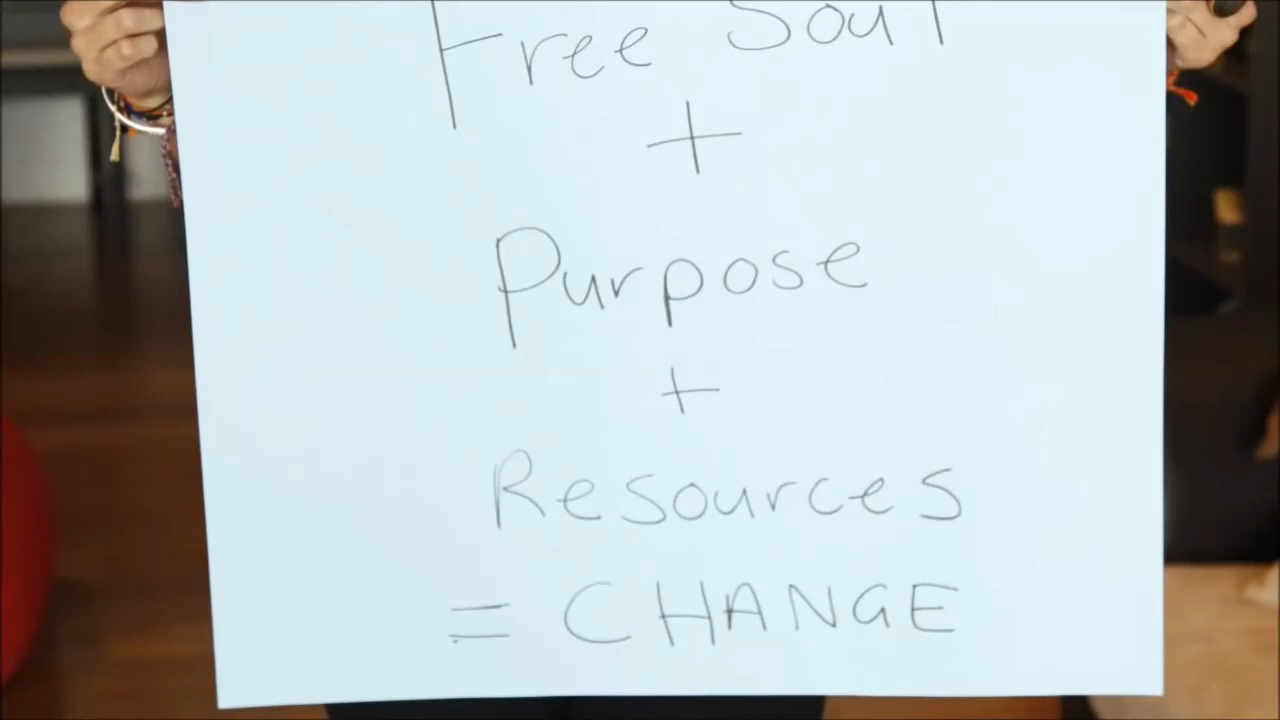 Free Soul
+
Purpose
+
Resources
= CHANGE